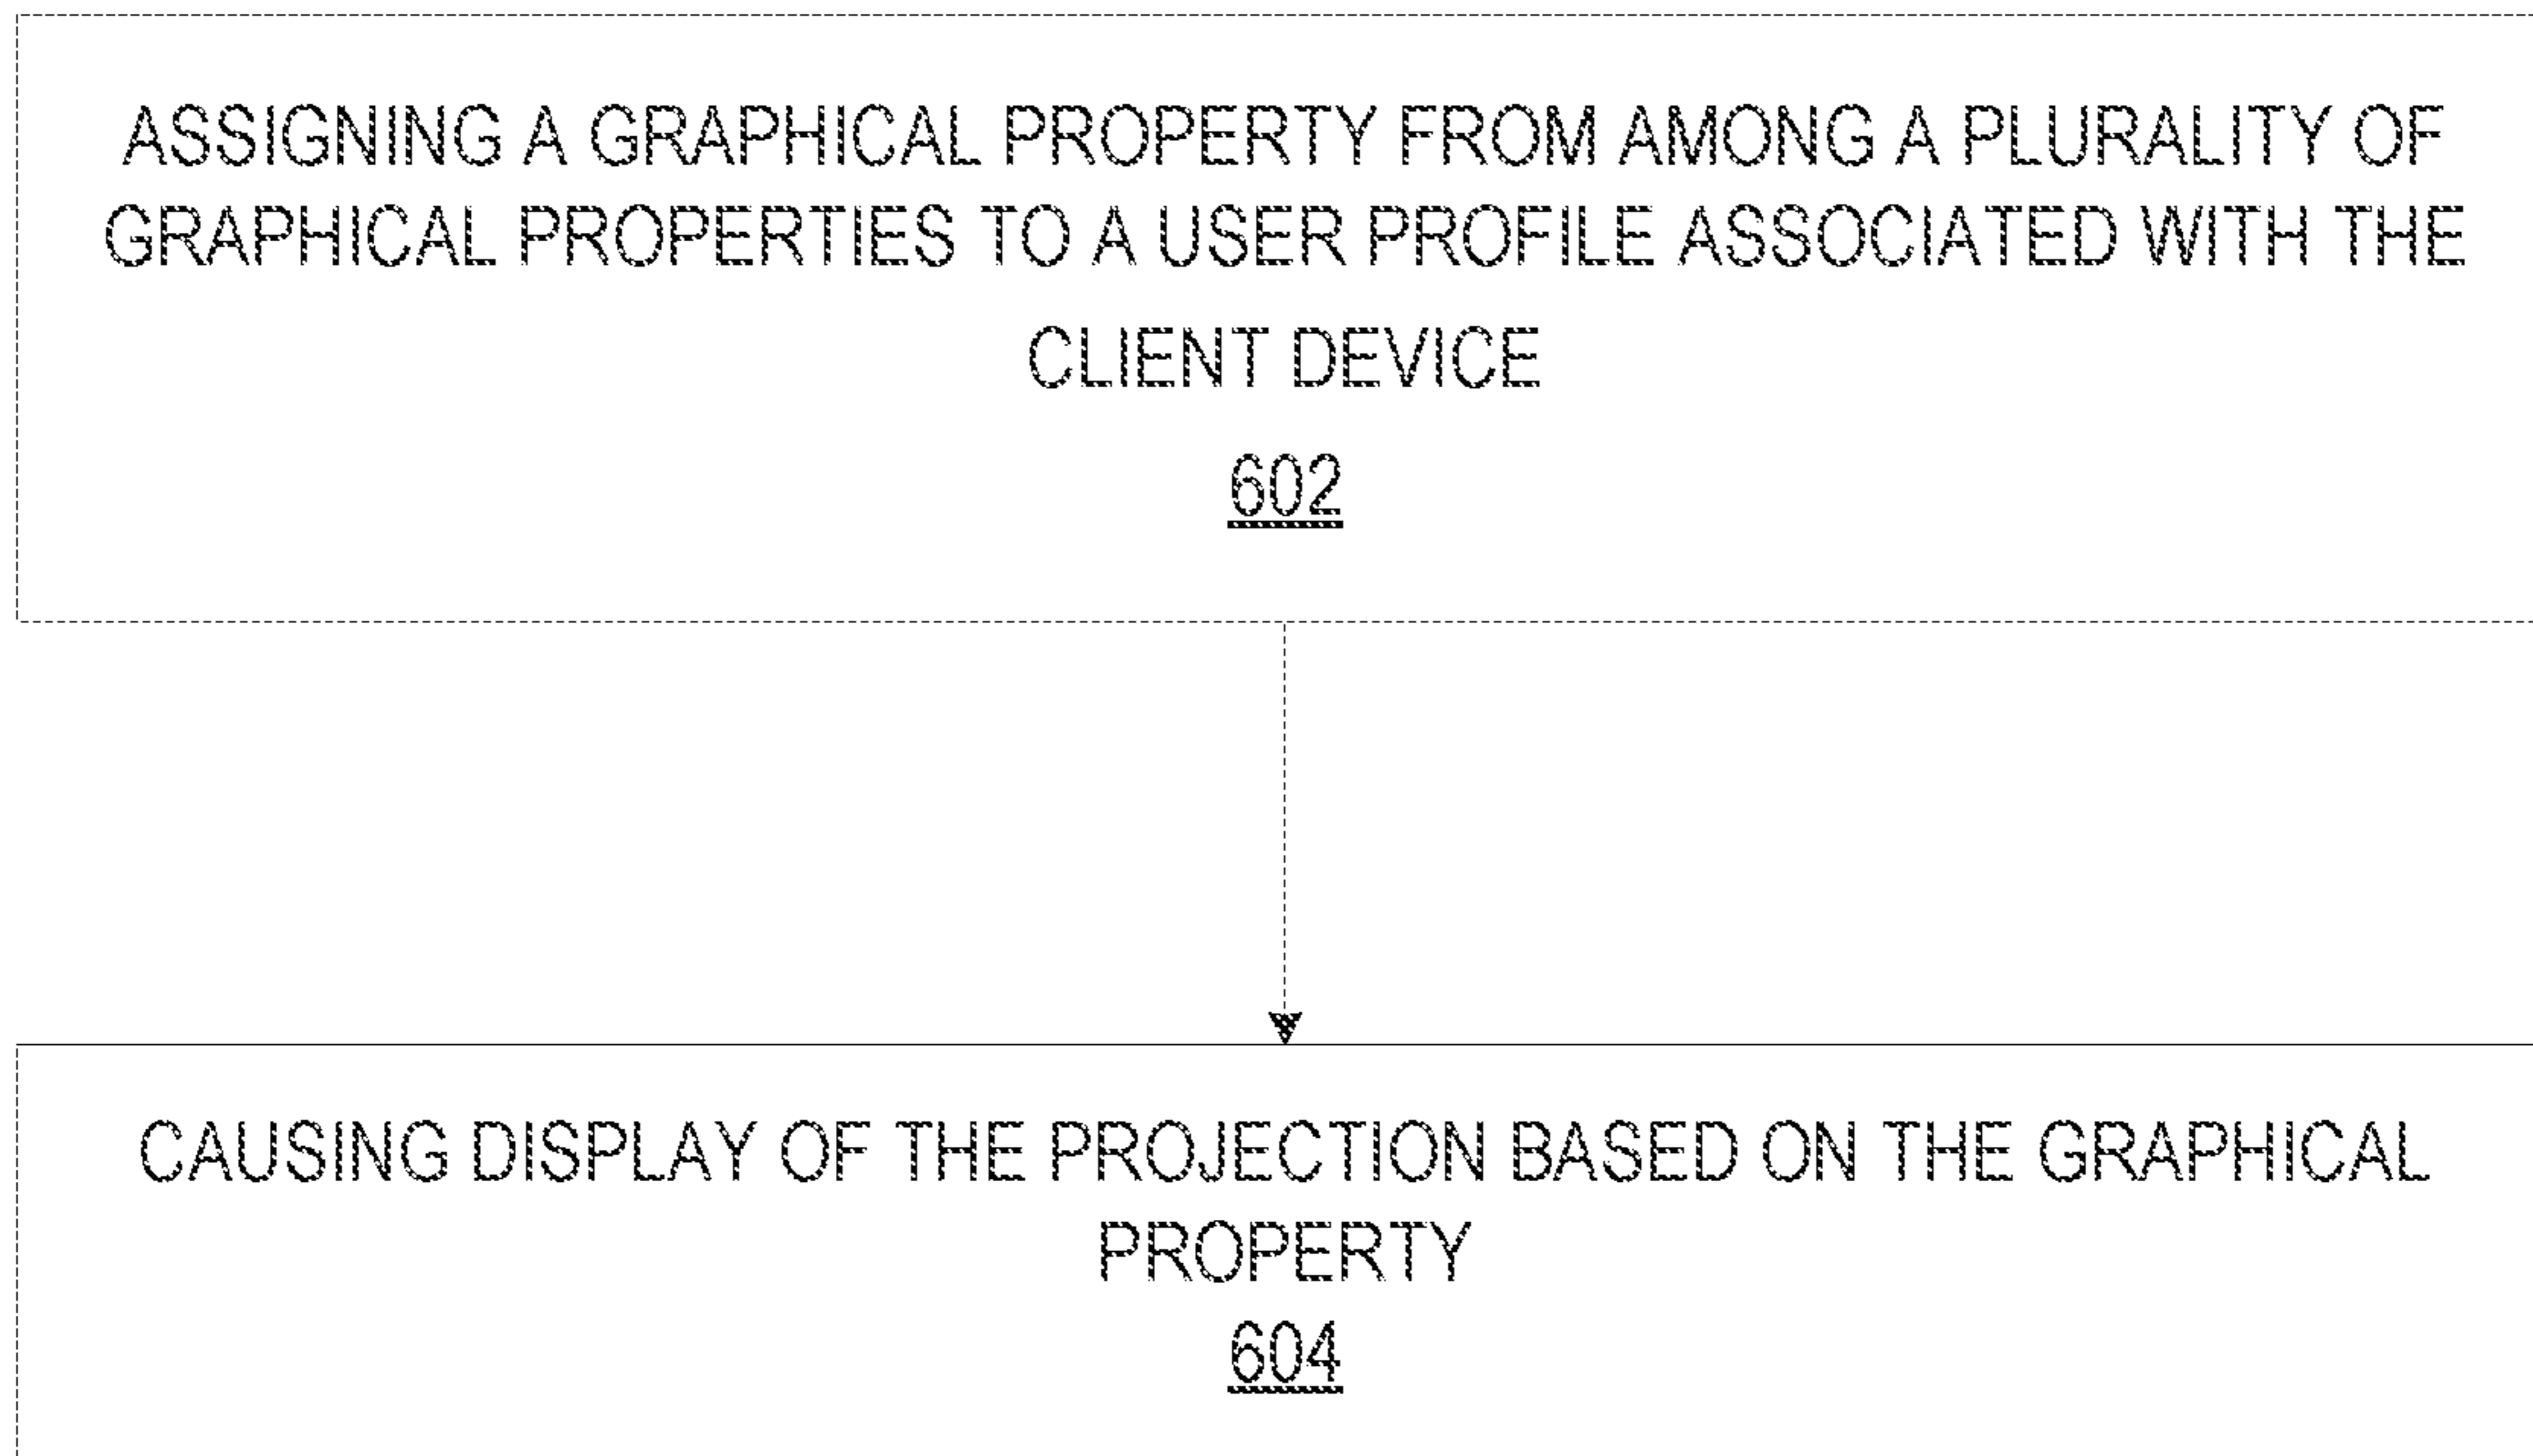 ASSIGNING A GRAPHICAL PROPERTY FROM AMONG A PLURALITY OF
GRAPHICAL PROPERTIES TO A USER PROFILE ASSOCIATED WITH THE
CLIENT DEVICE
602
CAUSING DISPLAY OF THE PROJECTION BASED ON THE GRAPHICAL
PROPERTY
604